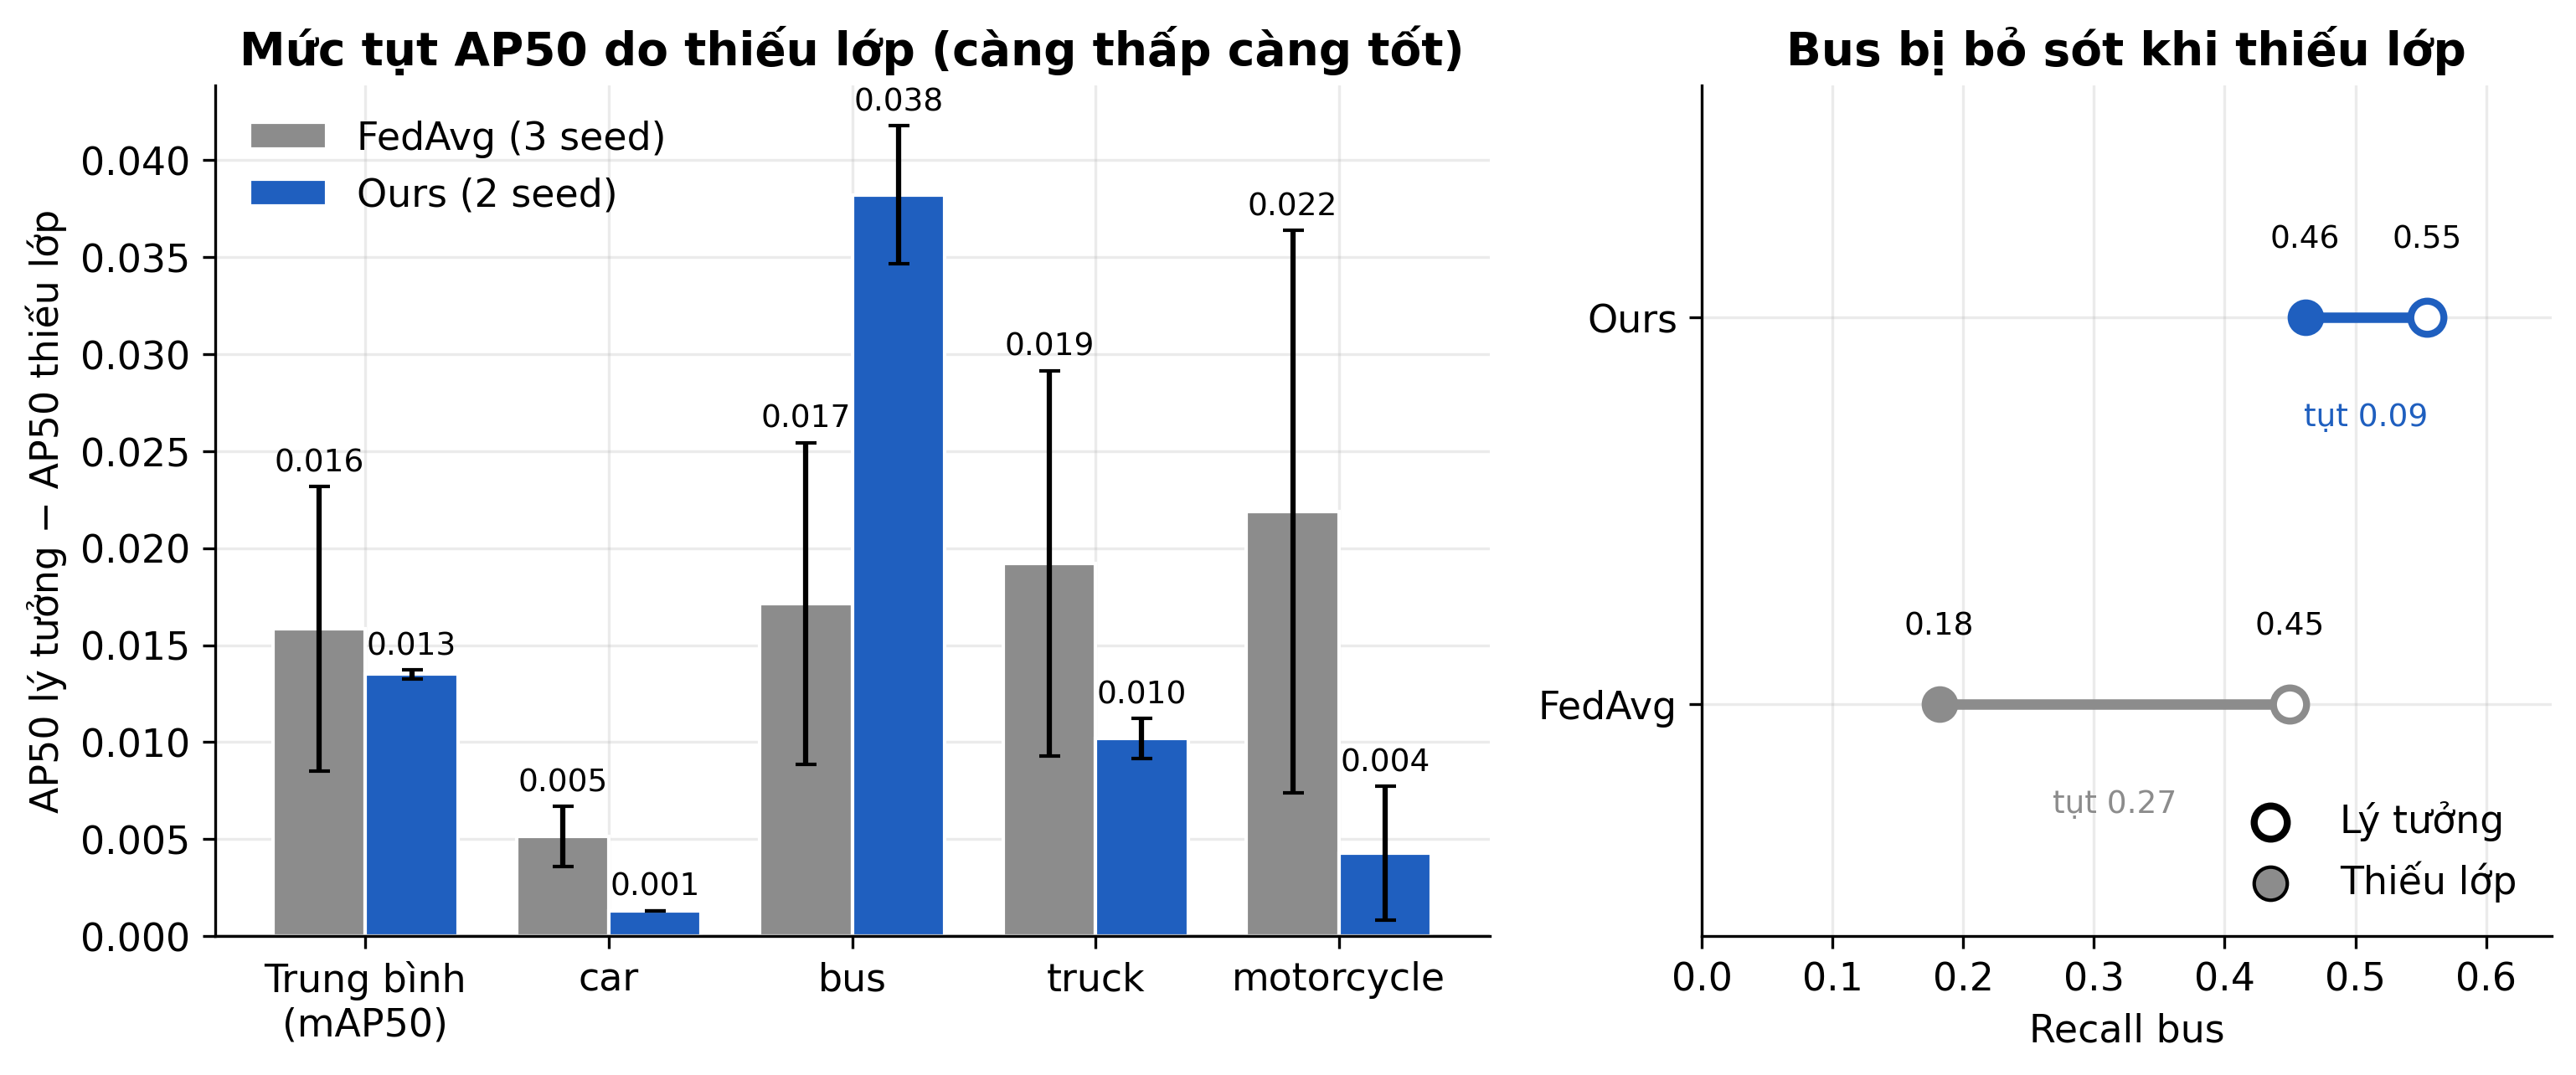 Mức tụt AP50 do thiếu lớp (càng thấp càng tốt)
FedAvg (3 seed)
Ours (2 seed)
AP50 lý tưởng − AP50 thiếu lớp
0.040
0.035
0.030
0.025
0.020
0.015
0.010
0.005
0.000
0.016
0.013
0.005
0.001
0.017
0.038
0.019
0.010
0.022
0.004
Trung bình
(mAP50)
car
bus
truck
motorcycle
Bus bị bỏ sót khi thiếu lớp
Ours
0.46
0.55
tụt 0.09
FedAvg
0.18
0.45
tụt 0.27
Lý tưởng
Thiếu lớp
0.0
0.1
0.2
0.3
0.4
0.5
0.6
Recall bus